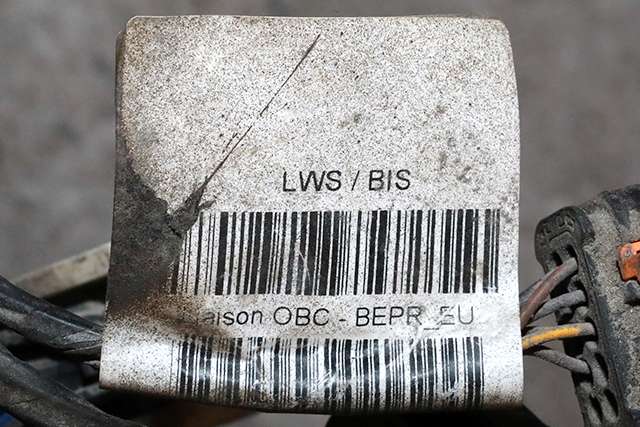 LWS / BIS
OBC - BEPR_EU